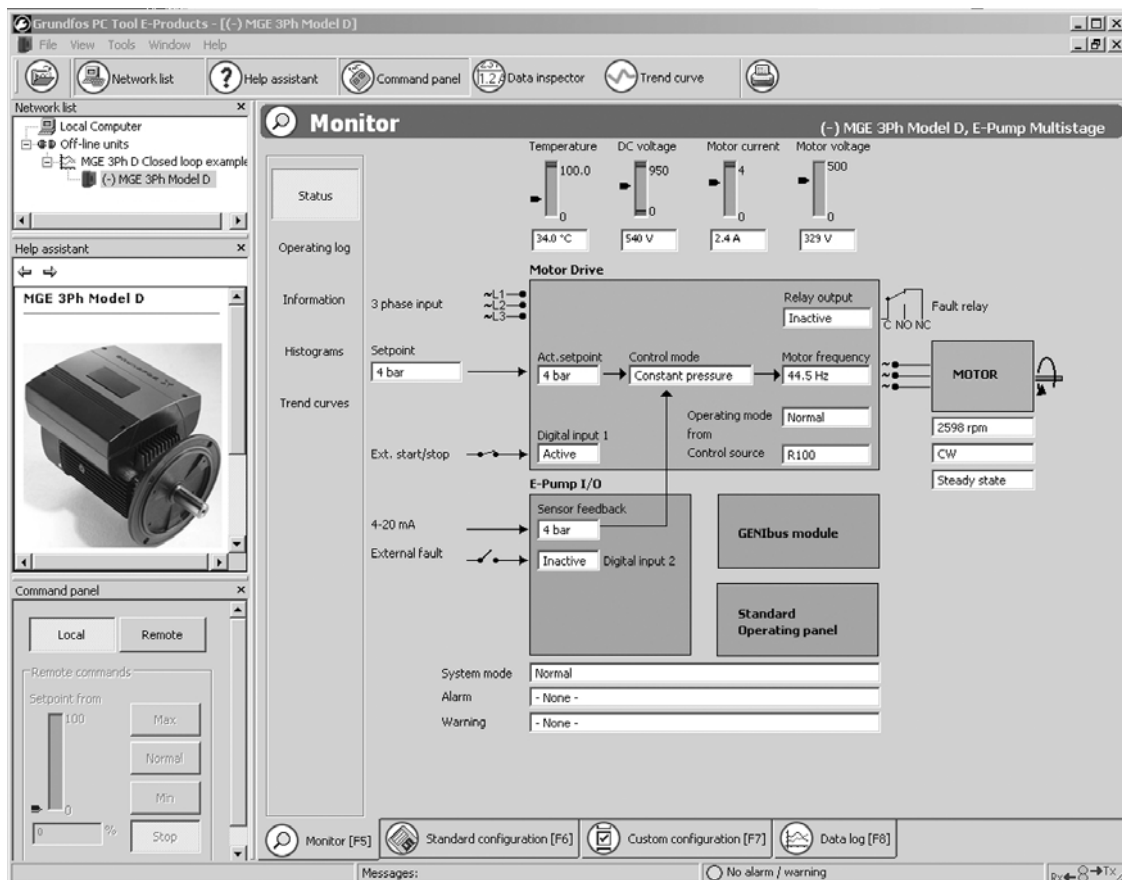 Grundfos PC Tool E-Products - [(-) MGE 3Ph Model D]
File View Tools Window Help
Network list Help assistant Command panel Data inspector Trend curve
Network list
Local Computer
Off-line units
MGE 3Ph D Closed loop example
(-) MGE 3Ph Model D
Help assistant
MGE 3Ph Model D
Command panel
Local Remote
Remote commands
Setpoint from
100
0
0 %
Max
Normal
Min
Stop
Monitor
(-) MGE 3Ph Model D, E-Pump Multistage
Status
Operating log
Information
Histograms
Trend curves
Temperature DC voltage Motor current Motor voltage
100.0 950 4 500
0 0 0 0
34.0 °C 540 V 2.4 A 329 V
Motor Drive
3 phase input
~L1
~L2
~L3
Relay output
Inactive
C NO NC
Fault relay
Setpoint
4 bar
Act.setpoint
4 bar
Control mode
Constant pressure
Motor frequency
44.5 Hz
~
~
MOTOR
2598 rpm
CW
Steady state
Operating mode
from
Control source
Normal
R100
Ext. start/stop
Digital input 1
Active
E-Pump I/O
Sensor feedback
4-20 mA
4 bar
External fault
Inactive
Digital input 2
GENIbus module
Standard
Operating panel
System mode Normal
Alarm - None -
Warning - None -
Monitor [F5] Standard configuration [F6] Custom configuration [F7] Data log [F8]
Messages: No alarm / warning
Rx Tx